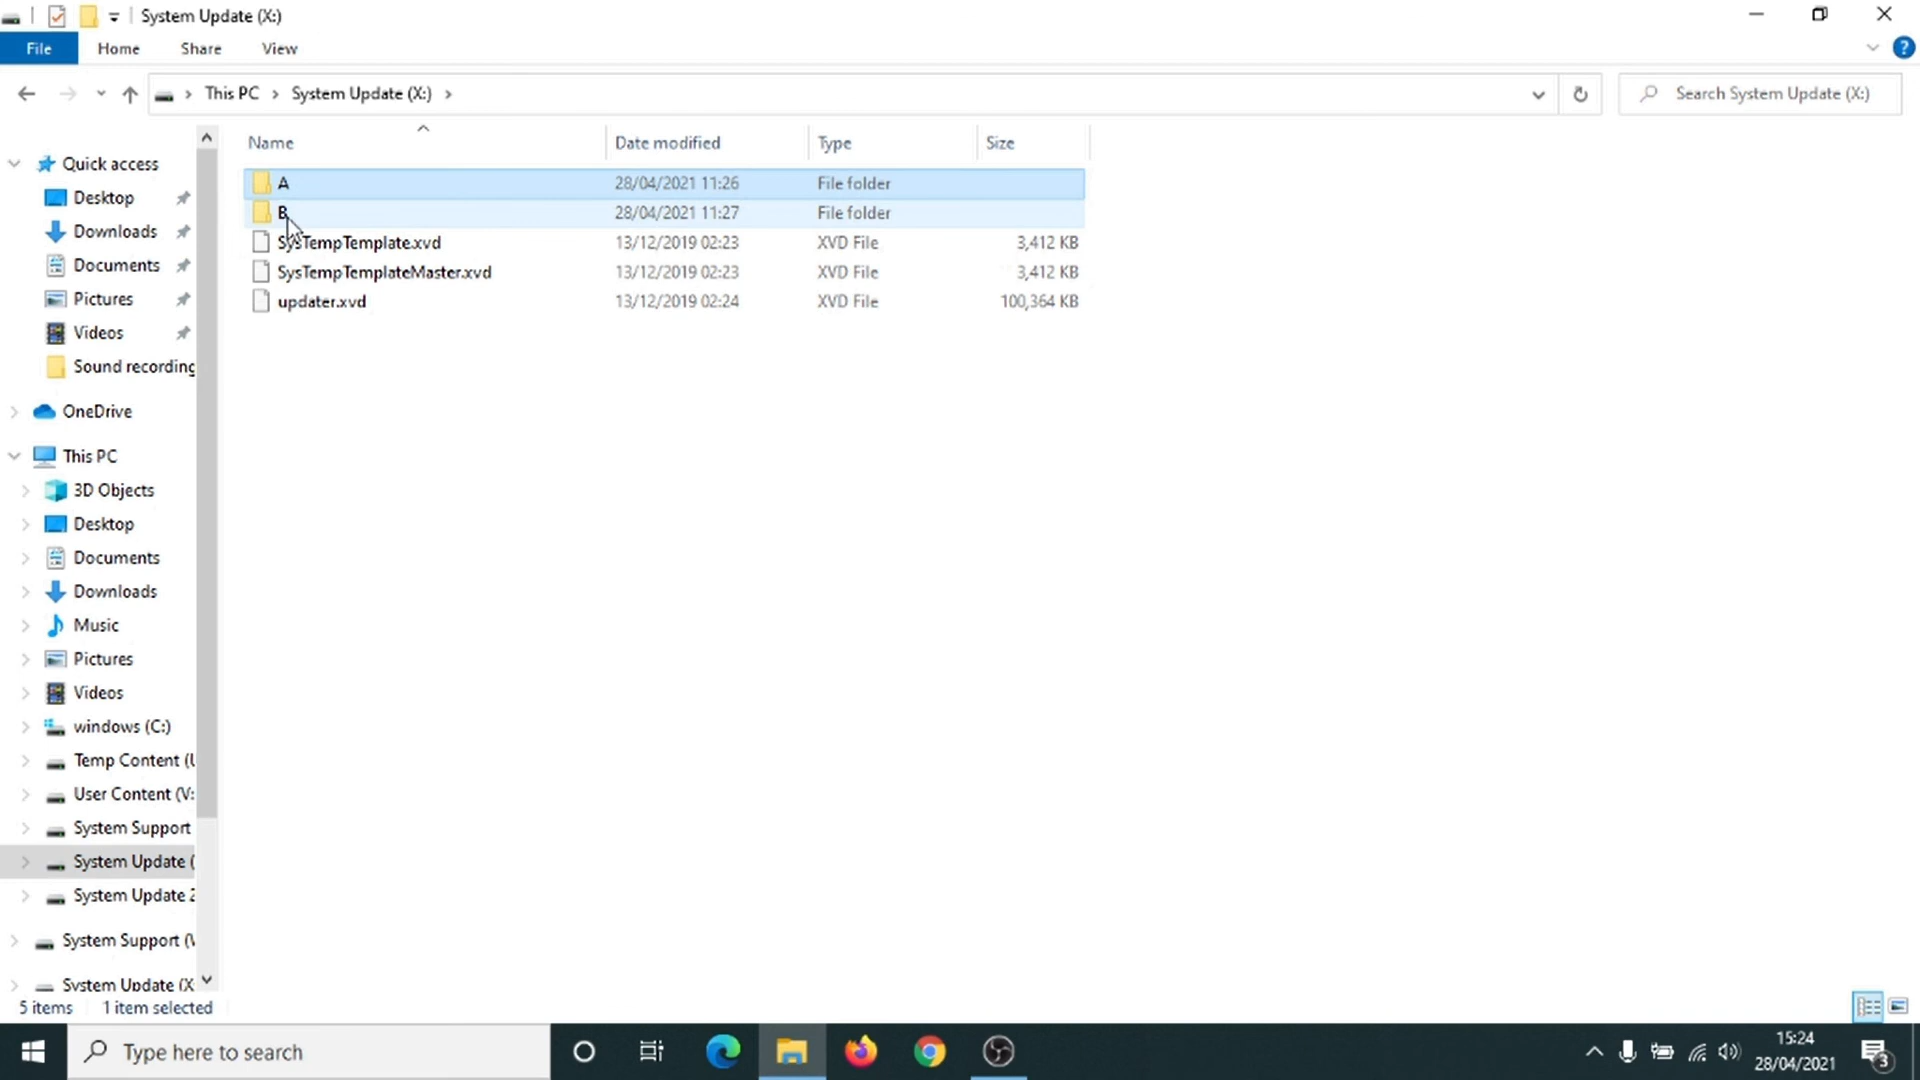 System Update (X:)
File Home Share View
This PC System Update (X:)
Search System Update (X:)
Name Date modified Type Size
A 28/04/2021 11:26 File folder
B 28/04/2021 11:27 File folder
SysTempTemplate.xvd 13/12/2019 02:23 XVD File 3,412 KB
SysTempTemplateMaster.xvd 13/12/2019 02:23 XVD File 3,412 KB
updater.xvd 13/12/2019 02:24 XVD File 100,364 KB
Quick access
Desktop
Downloads
Documents
Pictures
Videos
Sound recording
OneDrive
This PC
3D Objects
Desktop
Documents
Downloads
Music
Pictures
Videos
windows (C:)
Temp Content (
User Content (V:
System Support
System Update (
System Update 2
System Support (
System Update (X
5 items 1 item selected
Type here to search
15:24
28/04/2021
3